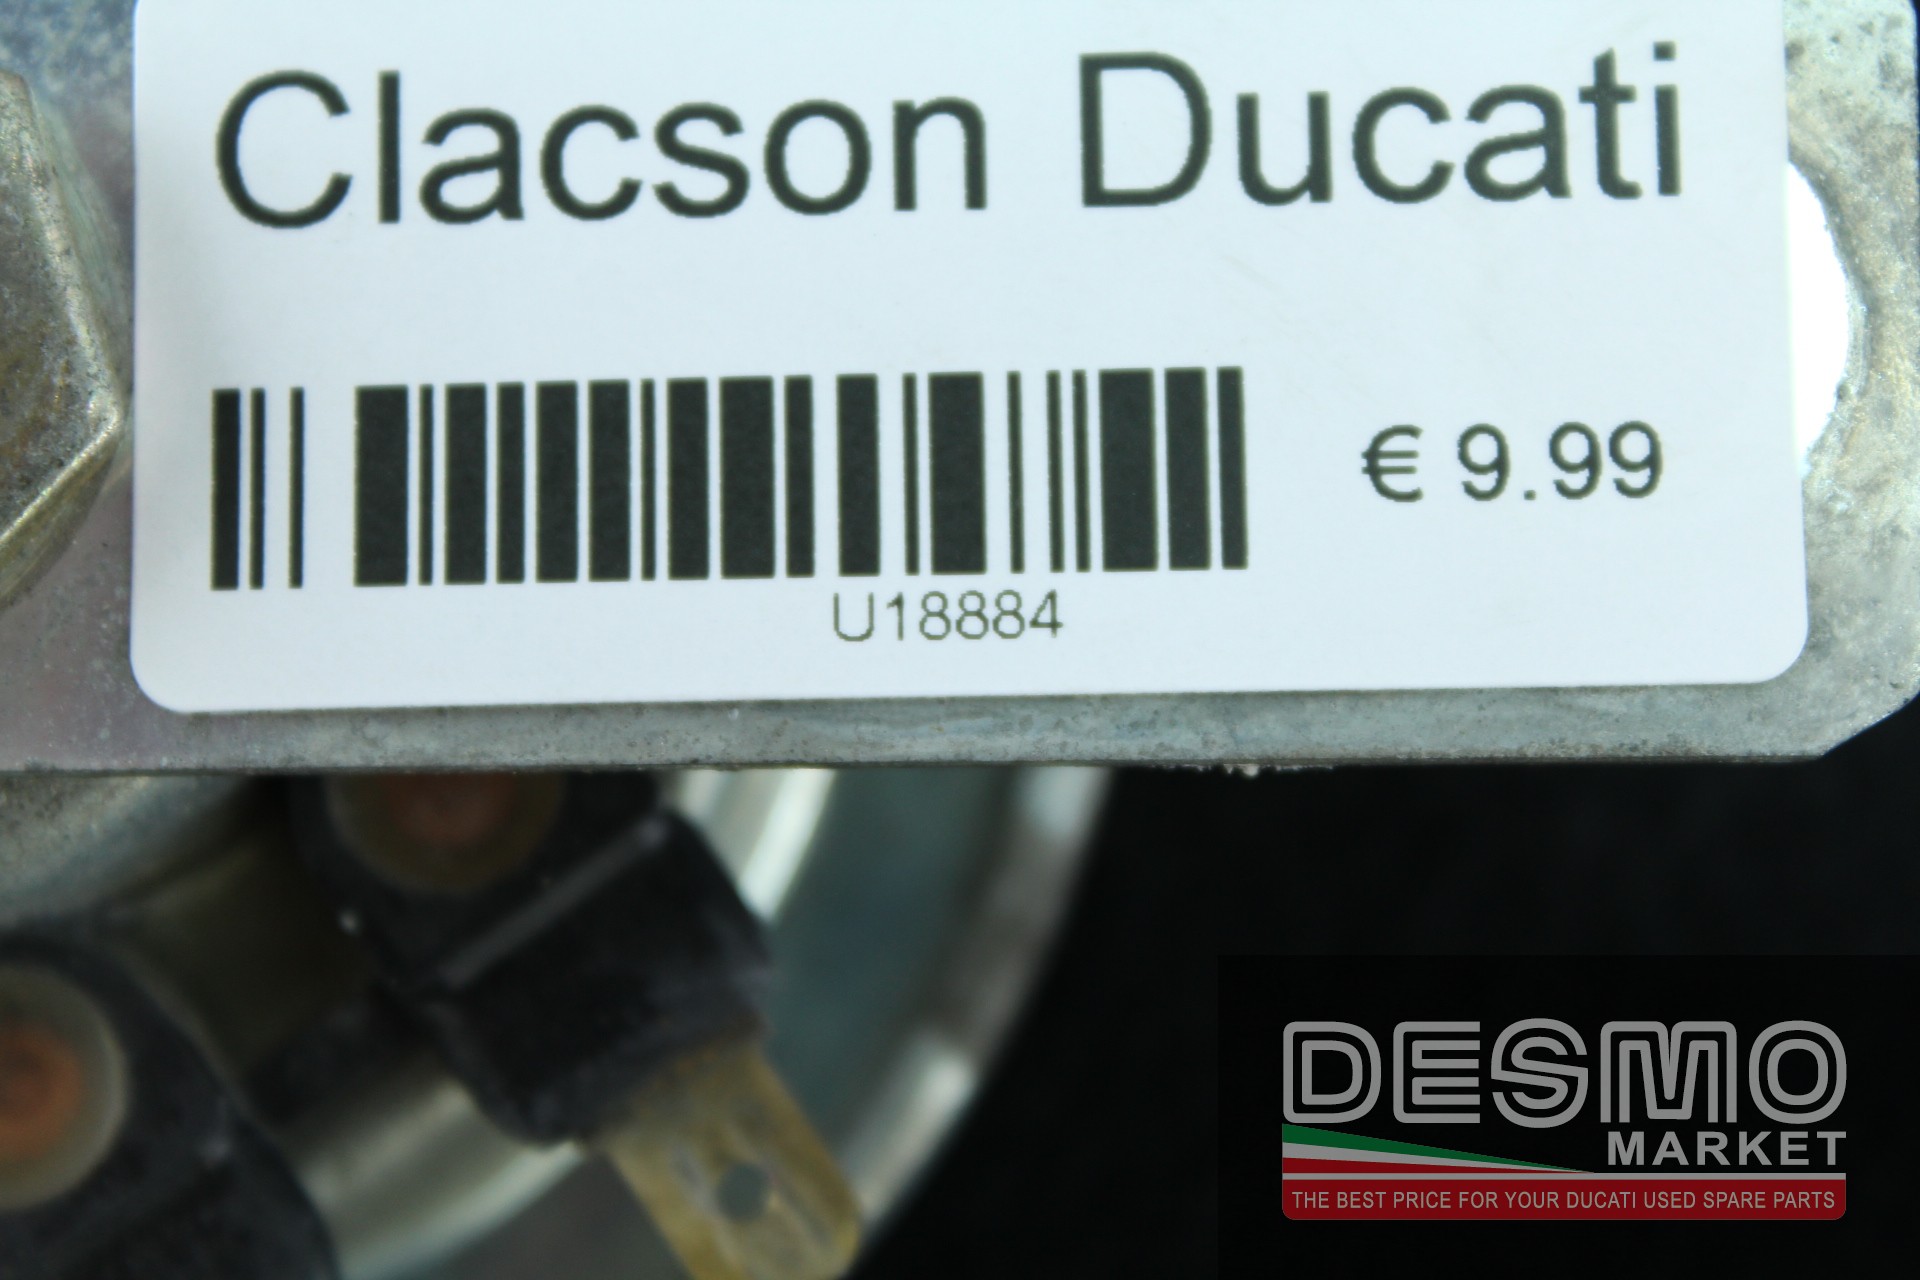 Clacson Ducati
€ 9.99
U18884
DESMO
MARKET
THE BEST PRICE FOR YOUR DUCATI USED SPARE PARTS